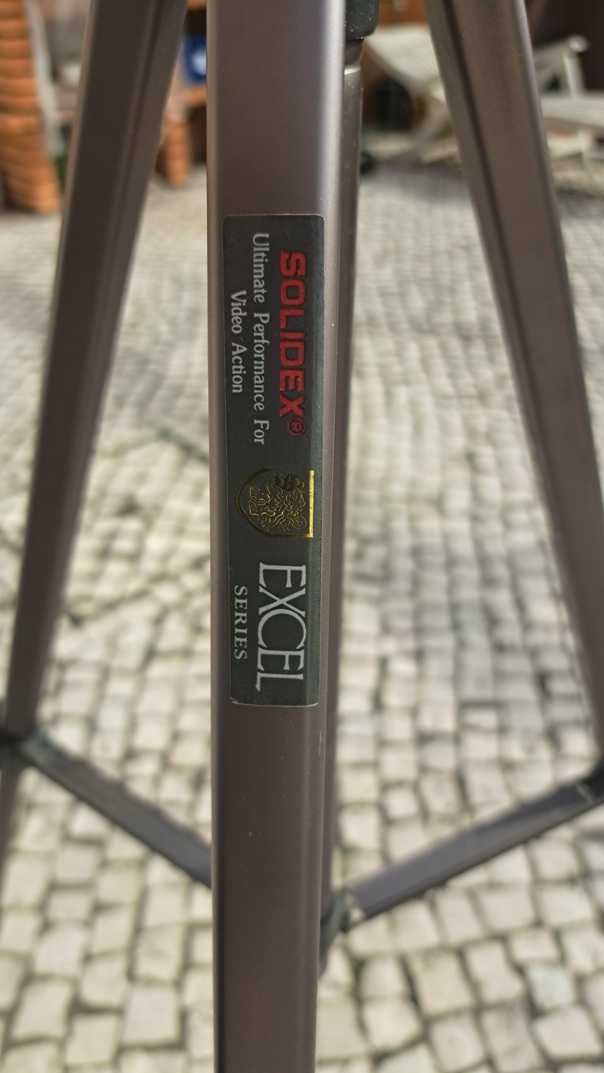 SOLIDEX®
Ultimate Performance For
Video Action
EXCEL
SERIES